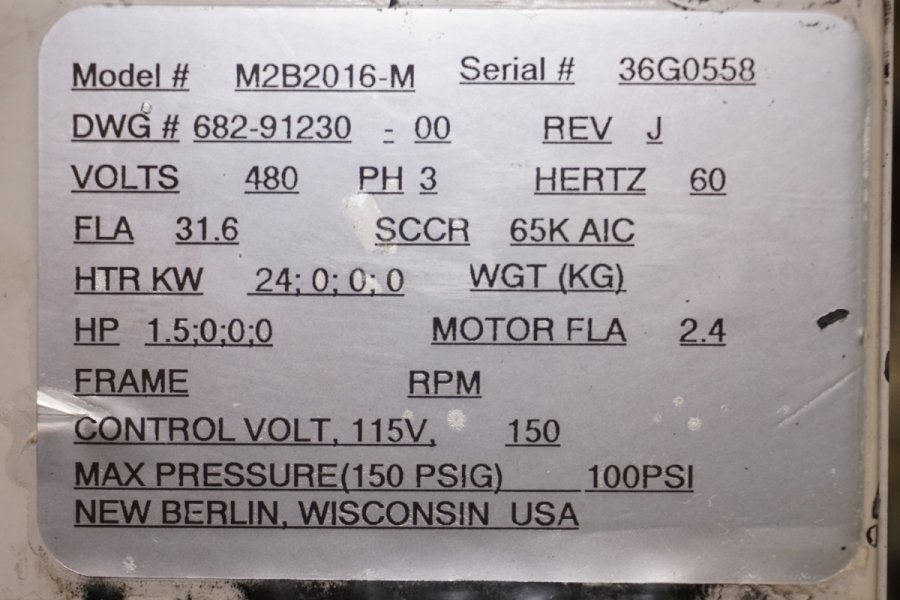 Model # M2B2016-M Serial # 36G0558
DWG # 682-91230 - 00 REV J
VOLTS 480 PH 3 HERTZ 60
FLA 31.6 SCCR 65K AIC
HTR KW 24; 0; 0; 0 WGT (KG)
HP 1.5;0;0;0 MOTOR FLA 2.4
FRAME RPM
CONTROL VOLT, 115V, 150
MAX PRESSURE(150 PSIG) 100PSI
NEW BERLIN, WISCONSIN USA